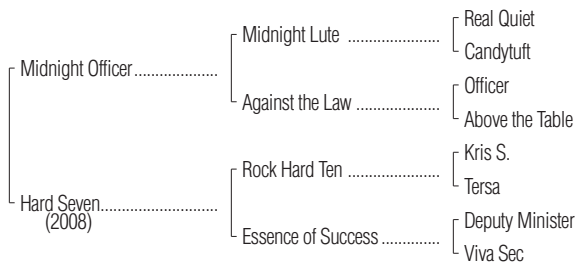 Real Quiet
Midnight Lute ......................
Candytuft
Midnight Officer....................
Officer
Against the Law ....................
Above the Table
Kris S.
Rock Hard Ten ......................
Tersa
Hard Seven............................
(2008)
Deputy Minister
Essence of Success ..............
Viva Sec